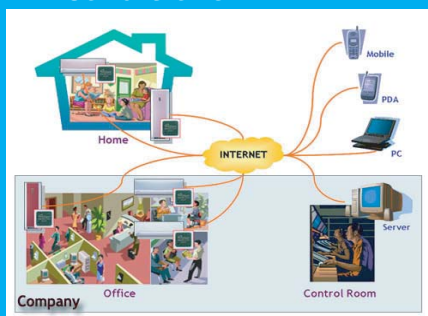 Mobile
PDA
Home
INTERNET
PC
Server
Office
Control Room
Company